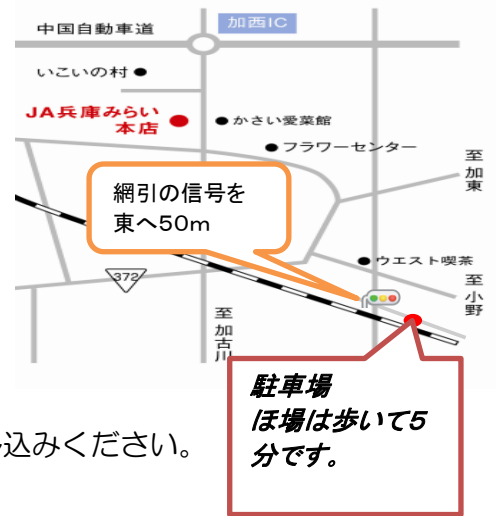 中国自動車道
加西IC
いこいの村
JA兵庫みらい
本店
かさい愛菜館
フラワーセンター
至加東
網引の信号を
東へ50m
ウエスト喫茶
372
至小野
至加古川
駐車場
ほ場は歩いて5
分です。
込みください。